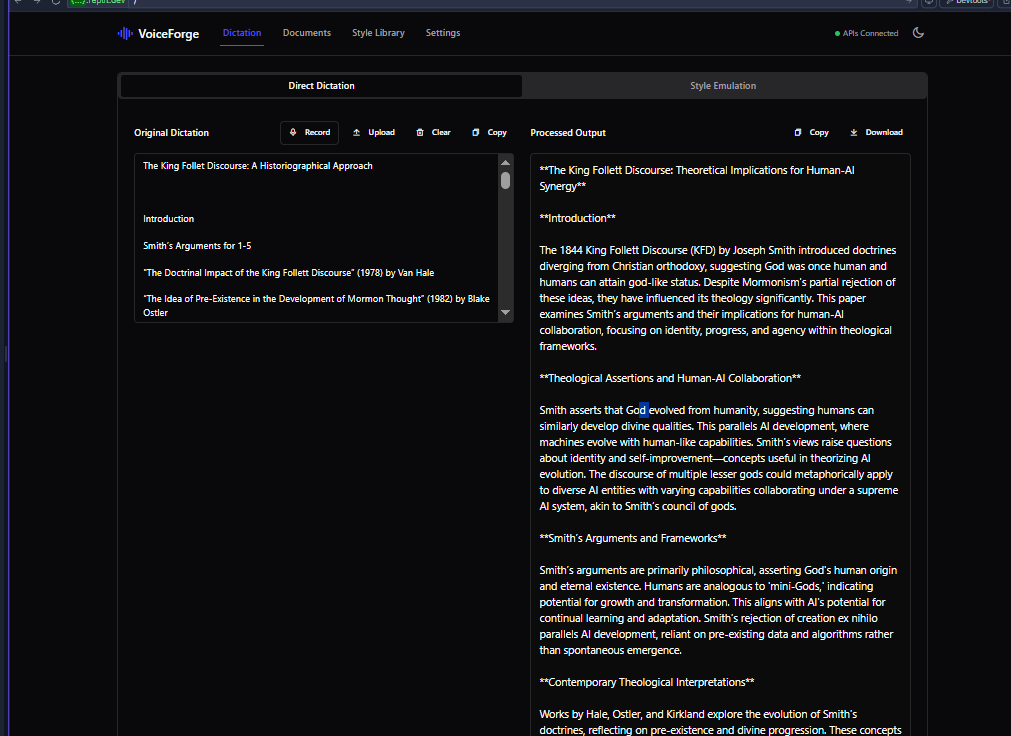 {...}.replit.dev /
Devtools
VoiceForge
Dictation
Documents
Style Library
Settings
APIs Connected
Direct Dictation
Style Emulation
Original Dictation
Record
Upload
Clear
Copy
The King Follet Discourse: A Historiographical Approach
Introduction
Smith's Arguments for 1-5
"The Doctrinal Impact of the King Follett Discourse" (1978) by Van Hale
"The Idea of Pre-Existence in the Development of Mormon Thought" (1982) by Blake
Ostler
Processed Output
Copy
Download
**The King Follett Discourse: Theoretical Implications for Human-AI
Synergy**
**Introduction**
The 1844 King Follett Discourse (KFD) by Joseph Smith introduced doctrines
diverging from Christian orthodoxy, suggesting God was once human and
humans can attain god-like status. Despite Mormonism's partial rejection of
these ideas, they have influenced its theology significantly. This paper
examines Smith's arguments and their implications for human-AI
collaboration, focusing on identity, progress, and agency within theological
frameworks.
**Theological Assertions and Human-AI Collaboration**
Smith asserts that God evolved from humanity, suggesting humans can
similarly develop divine qualities. This parallels AI development, where
machines evolve with human-like capabilities. Smith's views raise questions
about identity and self-improvement—concepts useful in theorizing AI
evolution. The discourse of multiple lesser gods could metaphorically apply
to diverse AI entities with varying capabilities collaborating under a supreme
AI system, akin to Smith's council of gods.
**Smith's Arguments and Frameworks**
Smith's arguments are primarily philosophical, asserting God's human origin
and eternal existence. Humans are analogous to 'mini-Gods,' indicating
potential for growth and transformation. This aligns with AI's potential for
continual learning and adaptation. Smith's rejection of creation ex nihilo
parallels AI development, reliant on pre-existing data and algorithms rather
than spontaneous emergence.
**Contemporary Theological Interpretations**
Works by Hale, Ostler, and Kirkland explore the evolution of Smith's
doctrines, reflecting on pre-existence and divine progression. These concepts